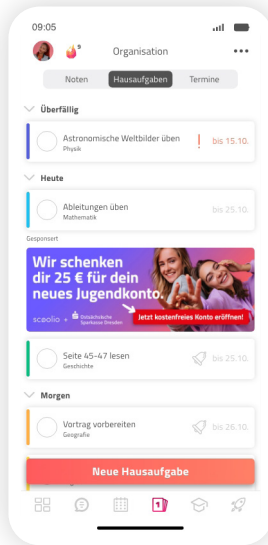 09:05
9
Organisation
Noten
Hausaufgaben
Termine
Überfällig
Astronomische Weltbilder üben
Physik
bis 15.10.
Heute
Ableitungen üben
Mathematik
bis 25.10.
Gesponsert
Wir schenken
dir 25 € für dein
neues Jugendkonto.
scoolio +
Ostsächsische
Sparkasse Dresden
Jetzt kostenfreies Konto eröffnen!
Seite 45-47 lesen
Geschichte
bis 25.10.
Morgen
Vortrag vorbereiten
Geografie
bis 26.10.
Neue Hausaufgabe
1